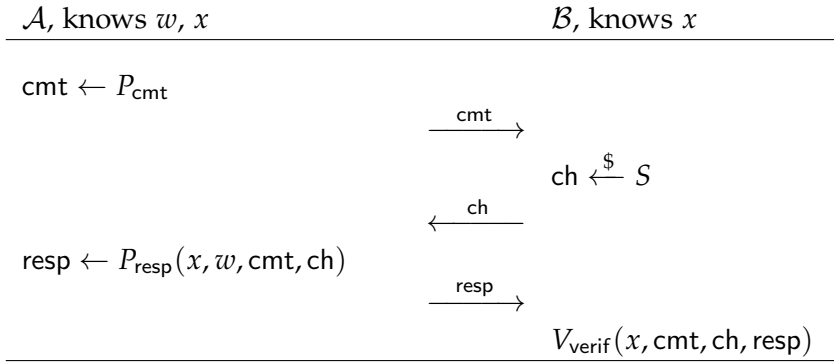 𝒜, knows w, x    ℬ, knows x
cmt ← P_cmt
cmt
ch ←$ S
ch
resp ← P_resp(x, w, cmt, ch)
resp
V_verif(x, cmt, ch, resp)